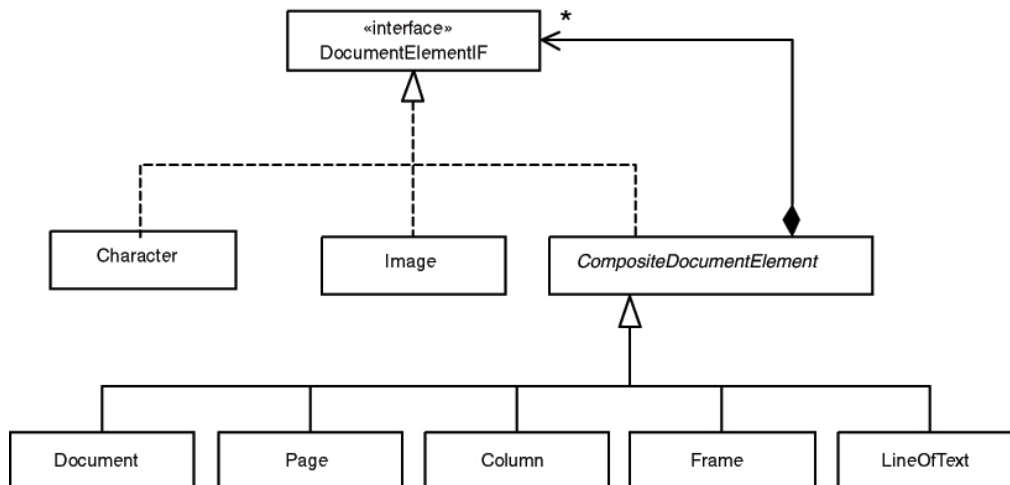 «interface»
DocumentElementIF
*
Character
Image
CompositeDocumentElement
Document
Page
Column
Frame
LineOfText